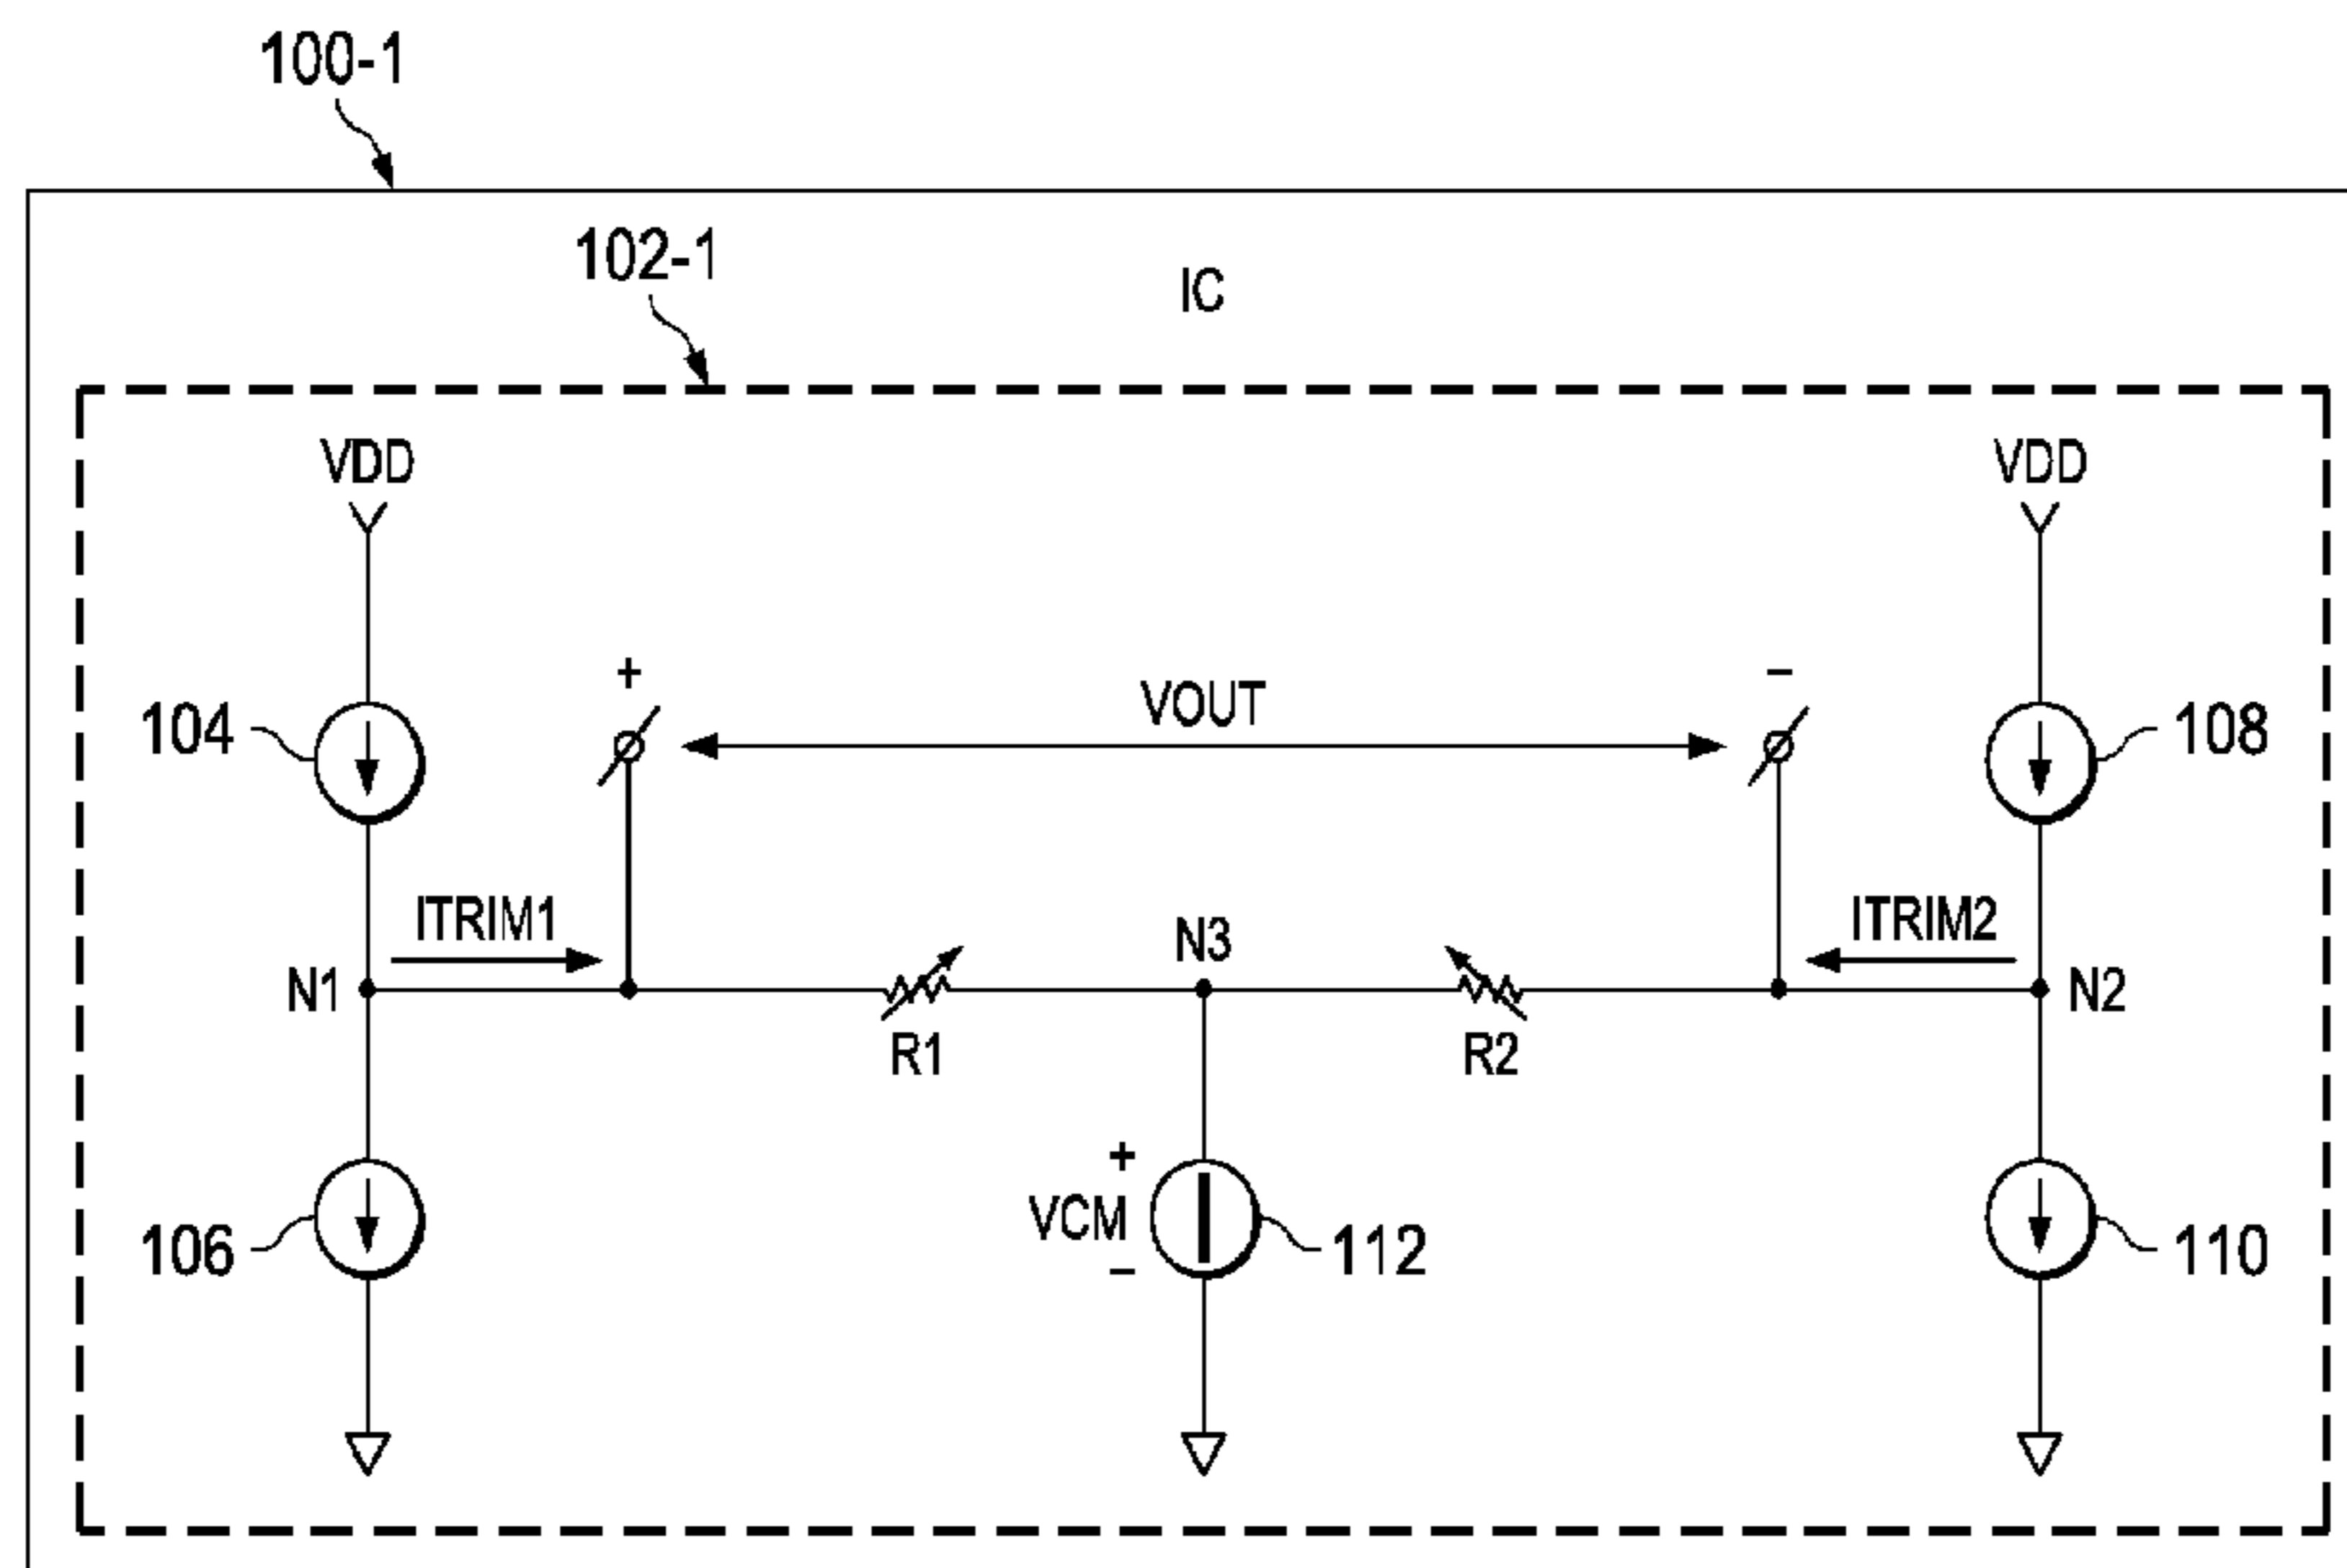 100-1
102-1
IC
VDD
VDD
+
−
VOUT
104
108
ITRIM1
ITRIM2
N1
N3
N2
R1
R2
+
VCM
−
106
112
110